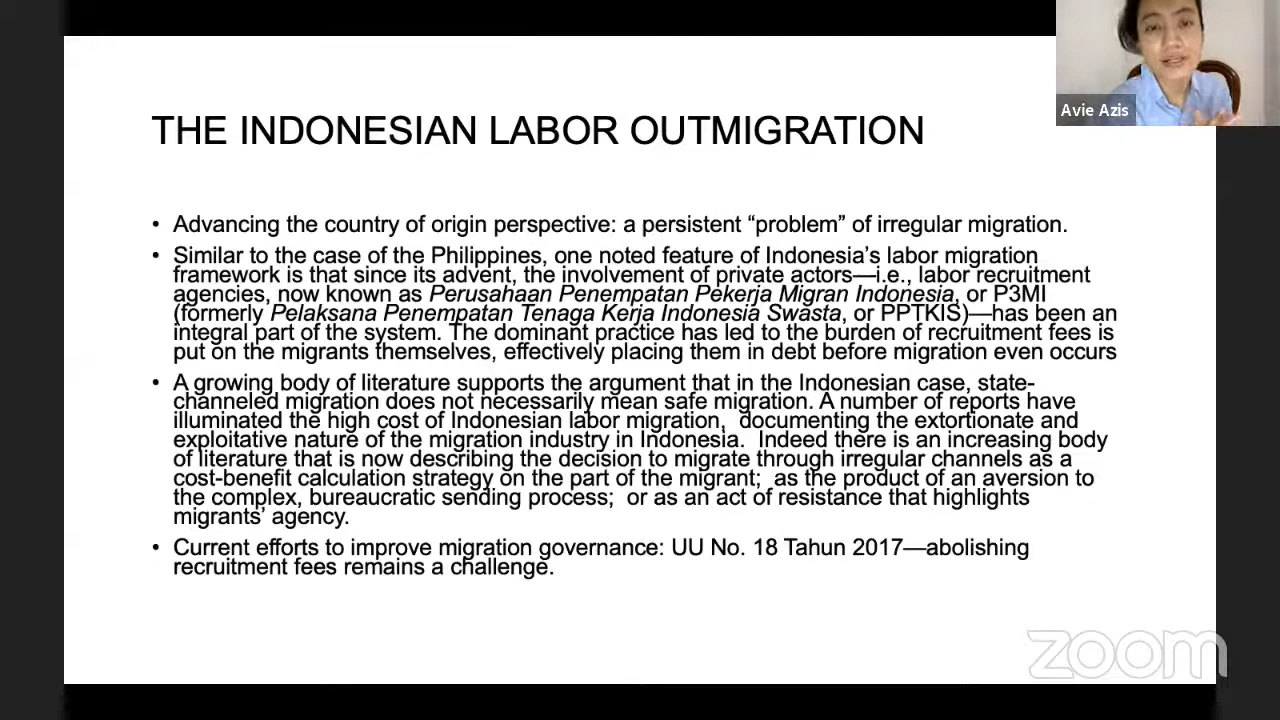 Avie Azis
THE INDONESIAN LABOR OUTMIGRATION
• Advancing the country of origin perspective: a persistent “problem” of irregular migration.
• Similar to the case of the Philippines, one noted feature of Indonesia’s labor migration
framework is that since its advent, the involvement of private actors—i.e., labor recruitment
agencies, now known as Perusahaan Penempatan Pekerja Migran Indonesia, or P3MI
(formerly Pelaksana Penempatan Tenaga Kerja Indonesia Swasta, or PPTKIS)—has been an
integral part of the system. The dominant practice has led to the burden of recruitment fees is
put on the migrants themselves, effectively placing them in debt before migration even occurs
• A growing body of literature supports the argument that in the Indonesian case, state-
channeled migration does not necessarily mean safe migration. A number of reports have
illuminated the high cost of Indonesian labor migration,  documenting the extortionate and
exploitative nature of the migration industry in Indonesia.  Indeed there is an increasing body
of literature that is now describing the decision to migrate through irregular channels as a
cost-benefit calculation strategy on the part of the migrant;  as the product of an aversion to
the complex, bureaucratic sending process;  or as an act of resistance that highlights
migrants’ agency.
• Current efforts to improve migration governance: UU No. 18 Tahun 2017—abolishing
recruitment fees remains a challenge.
zoom